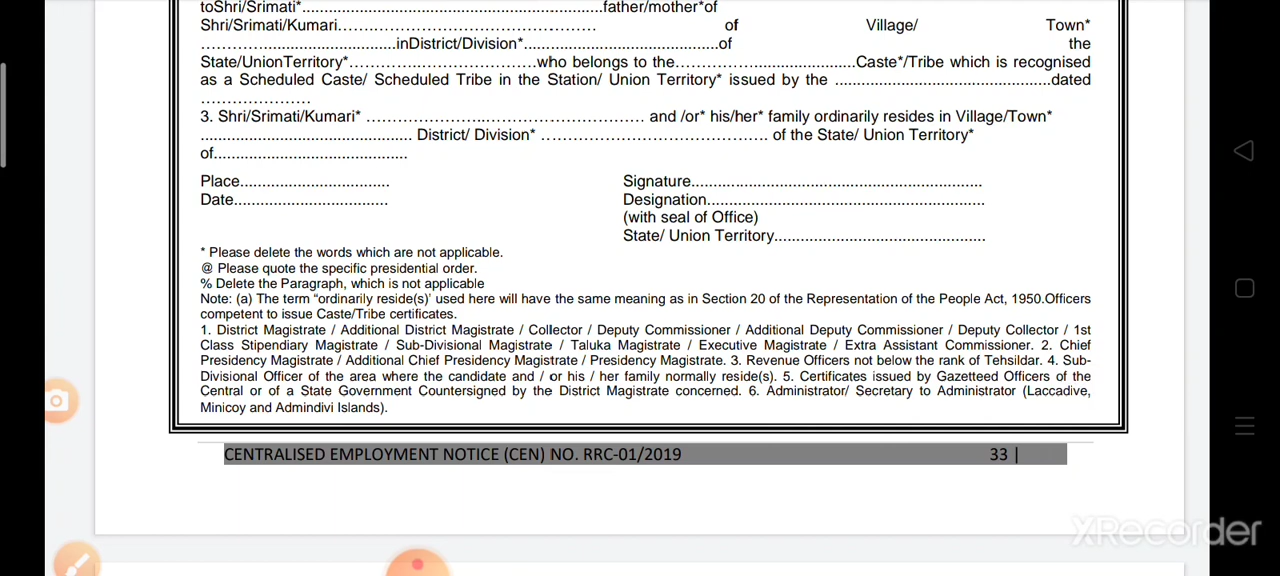 toShri/Srimati*....................................................................father/mother*of
Shri/Srimati/Kumari................................................ of Village/ Town*
............................................inDistrict/Division*............................................of the
State/UnionTerritory*...........................................who belongs to the.........................................Caste*/Tribe which is recognised
as a Scheduled Caste/ Scheduled Tribe in the Station/ Union Territory* issued by the .................................................dated
.....................
3. Shri/Srimati/Kumari* ................................................................ and /or* his/her* family ordinarily resides in Village/Town*
................................................ District/ Division* .................................................... of the State/ Union Territory*
of............................................
Place..................................
Date...................................
Signature..................................................................
Designation................................................................
(with seal of Office)
State/ Union Territory................................................
* Please delete the words which are not applicable.
@ Please quote the specific presidential order.
% Delete the Paragraph, which is not applicable
Note: (a) The term “ordinarily reside(s)’ used here will have the same meaning as in Section 20 of the Representation of the People Act, 1950.Officers
competent to issue Caste/Tribe certificates.
1. District Magistrate / Additional District Magistrate / Collector / Deputy Commissioner / Additional Deputy Commissioner / Deputy Collector / 1st
Class Stipendiary Magistrate / Sub-Divisional Magistrate / Taluka Magistrate / Executive Magistrate / Extra Assistant Commissioner. 2. Chief
Presidency Magistrate / Additional Chief Presidency Magistrate / Presidency Magistrate. 3. Revenue Officers not below the rank of Tehsildar. 4. Sub-
Divisional Officer of the area where the candidate and / or his / her family normally reside(s). 5. Certificates issued by Gazetteed Officers of the
Central or of a State Government Countersigned by the District Magistrate concerned. 6. Administrator/ Secretary to Administrator (Laccadive,
Minicoy and Admindivi Islands).
CENTRALISED EMPLOYMENT NOTICE (CEN) NO. RRC-01/2019 33 |
XRecorder